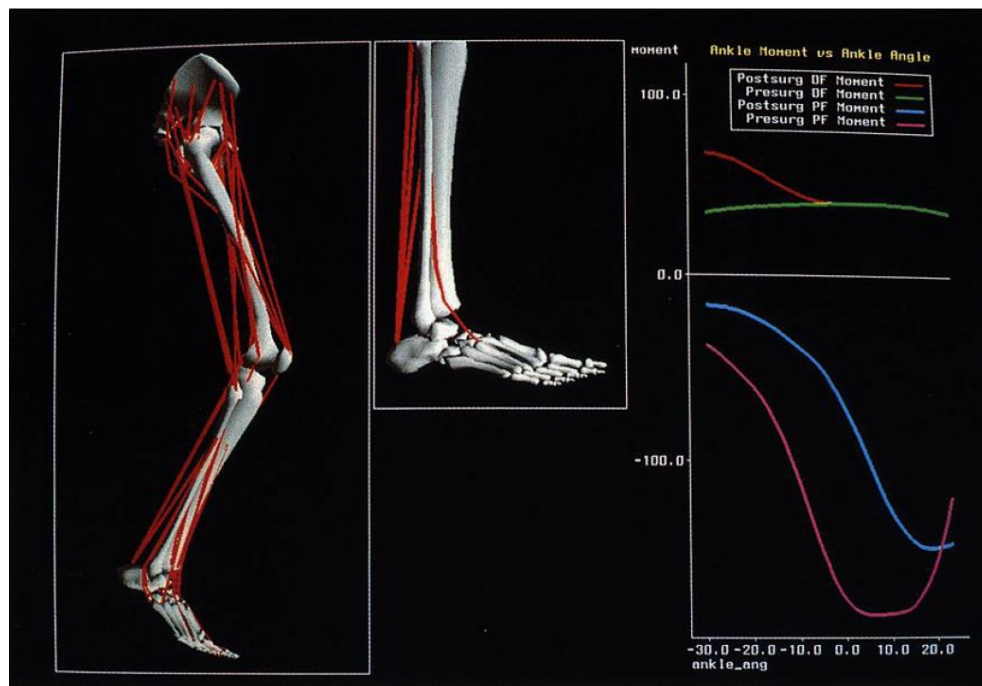 MOMENT
Ankle Moment vs Ankle Angle
Postsurg DF Moment
Presurg DF Moment
Postsurg PF Moment
Presurg PF Moment
100.0
0.0
-100.0
-30.0 -20.0 -10.0 0.0 10.0 20.0
ankle_ang